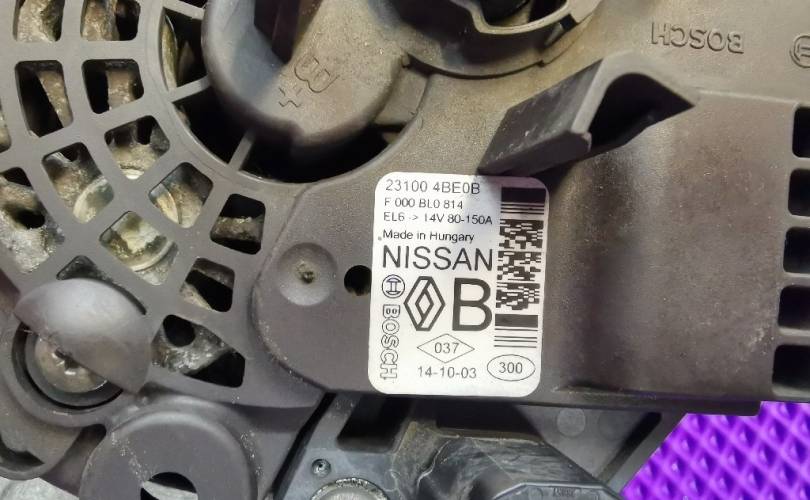 B+
BOSCH
23100 4BE0B
F 000 BL0 814
EL6 -> 14V 80-150A
Made in Hungary
NISSAN
BOSCH
B
037
14-10-03
300